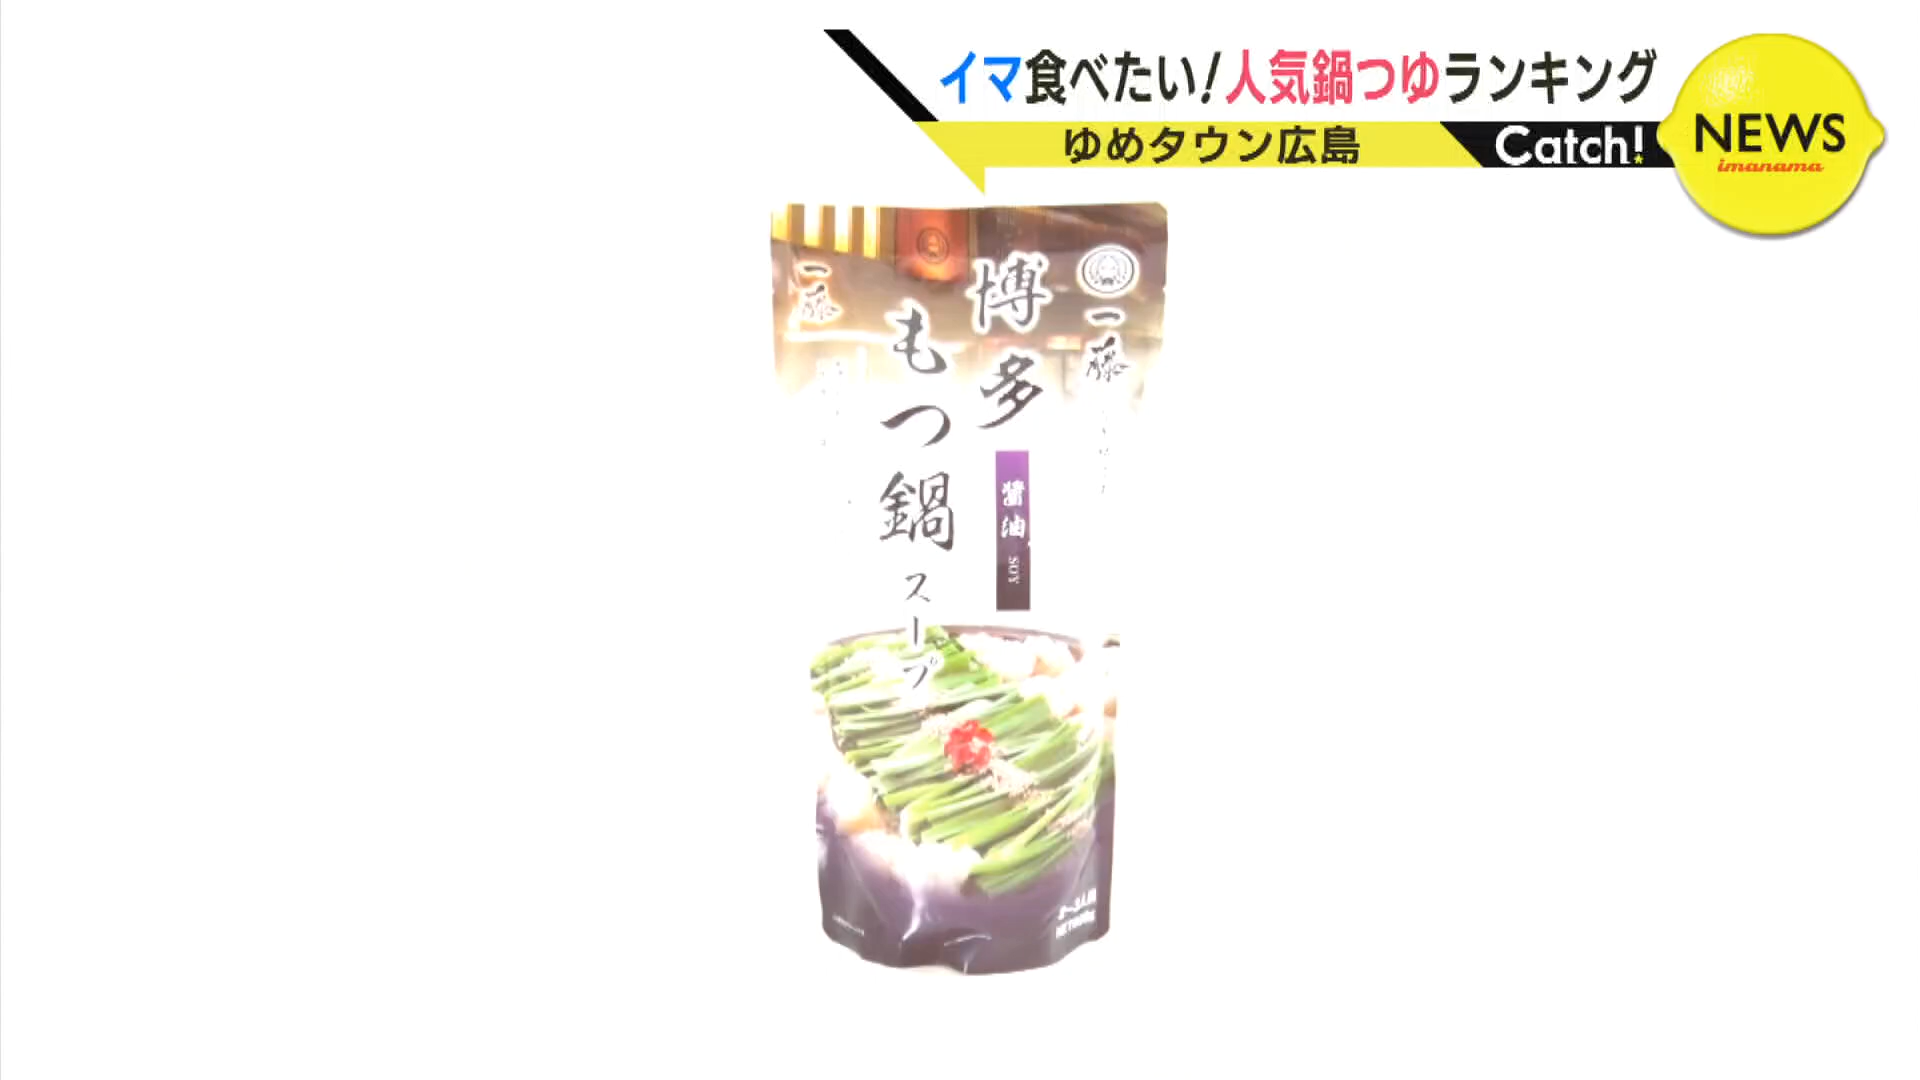 イマ食べたい!人気鍋つゆランキング
ゆめタウン広島
Catch!
NEWS
imanama
一藤
博多
もつ鍋スープ
醤油
SOY
一藤